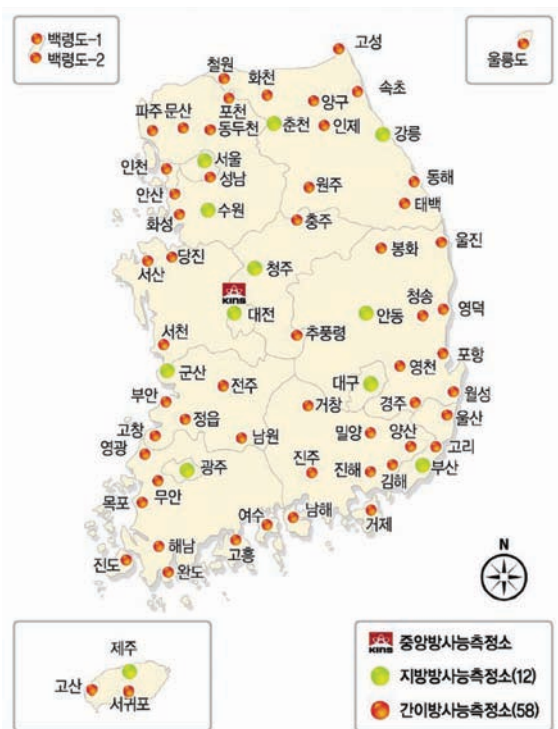 백령도-1
백령도-2
울릉도
고성
철원
화천
속초
포천
양구
파주 문산
동두천
춘천
인제
강릉
인천
서울
성남
동해
안산
원주
태백
화성
수원
충주
울진
당진
봉화
서산
청주
KINS
청송
영덕
대전
안동
서천
추풍령
포항
군산
영천
전주
대구
월성
부안
거창
경주
울산
정읍
고창
남원
밀양
양산
고리
영광
광주
진주
진해
김해
부산
무안
목포
여수
남해
거제
해남
고흥
진도
완도
N
제주
고산
서귀포
KINS 중앙방사능측정소
지방방사능측정소(12)
간이방사능측정소(58)